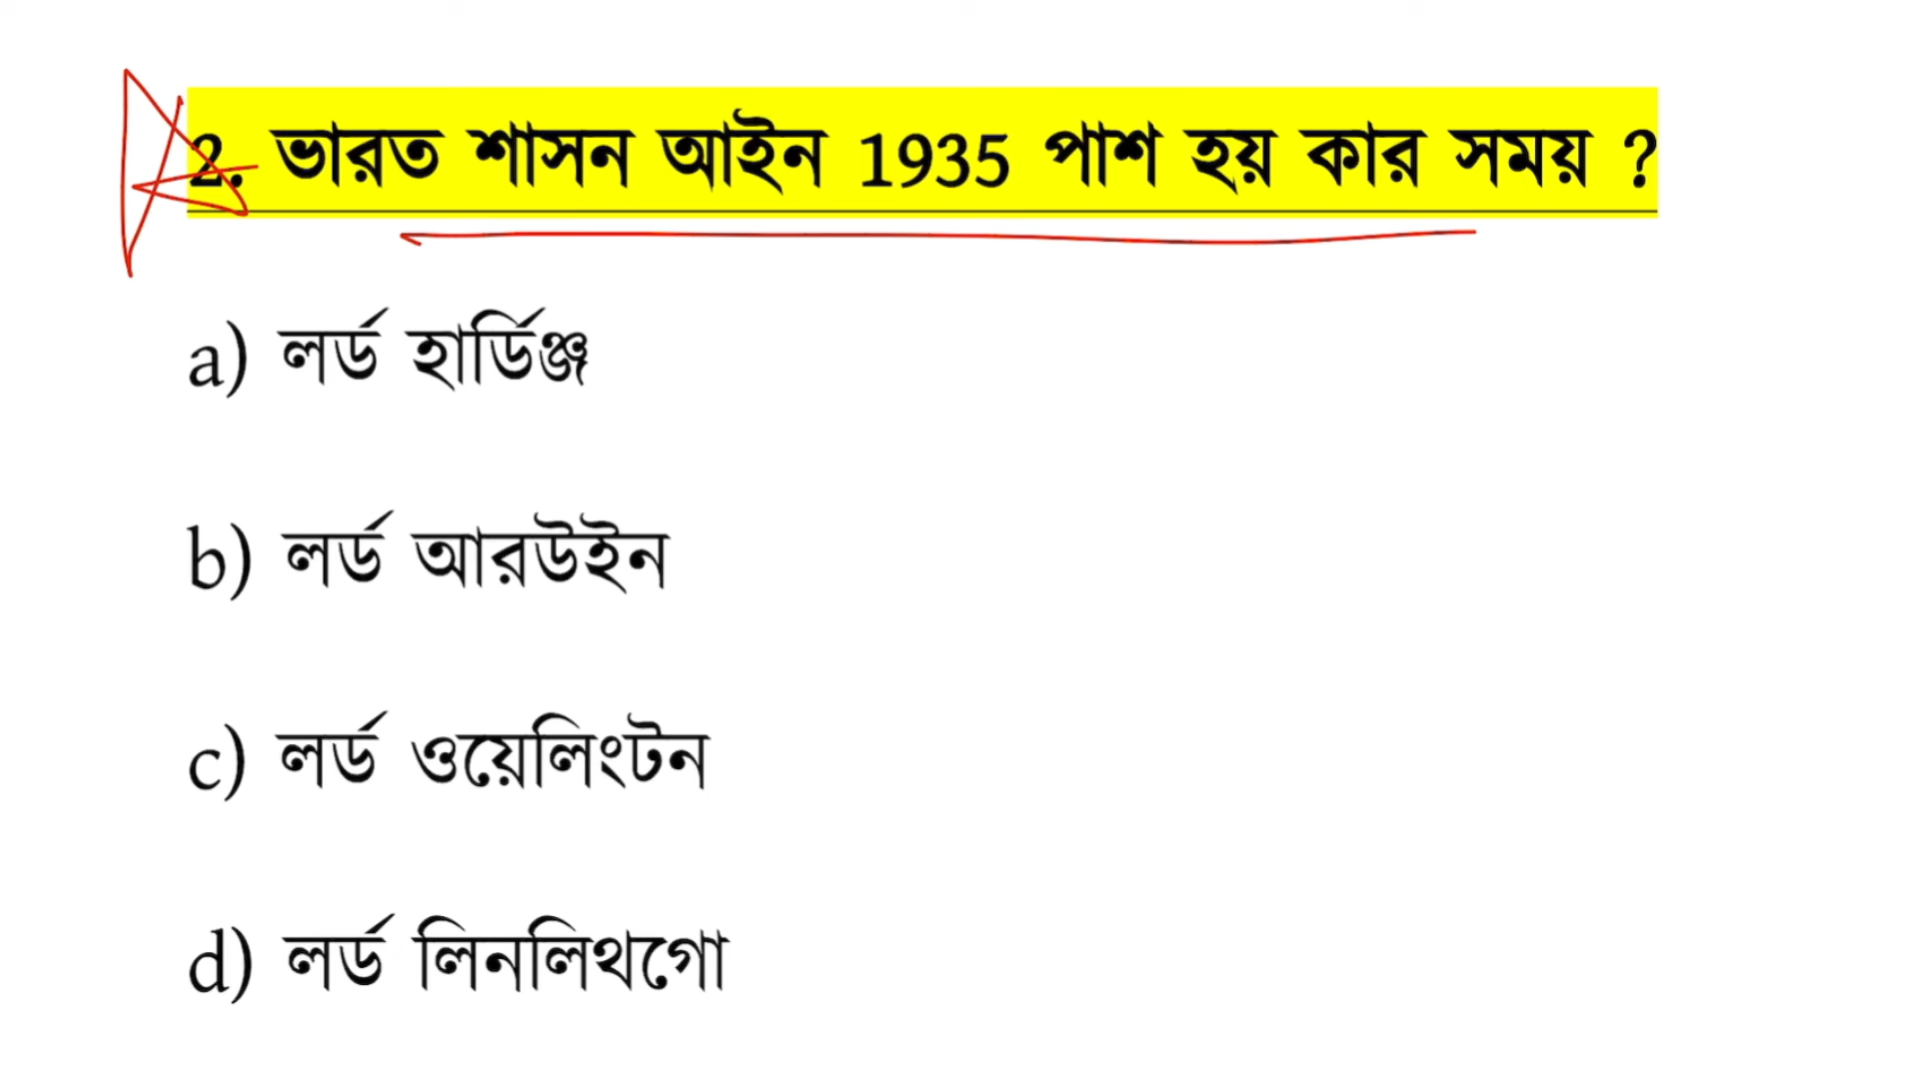 2. ভারত শাসন আইন 1935 পাশ হয় কার সময় ?
a) লর্ড হার্ডিঞ্জ
b) লর্ড আরউইন
c) লর্ড ওয়েলিংটন
d) লর্ড লিনলিথগো